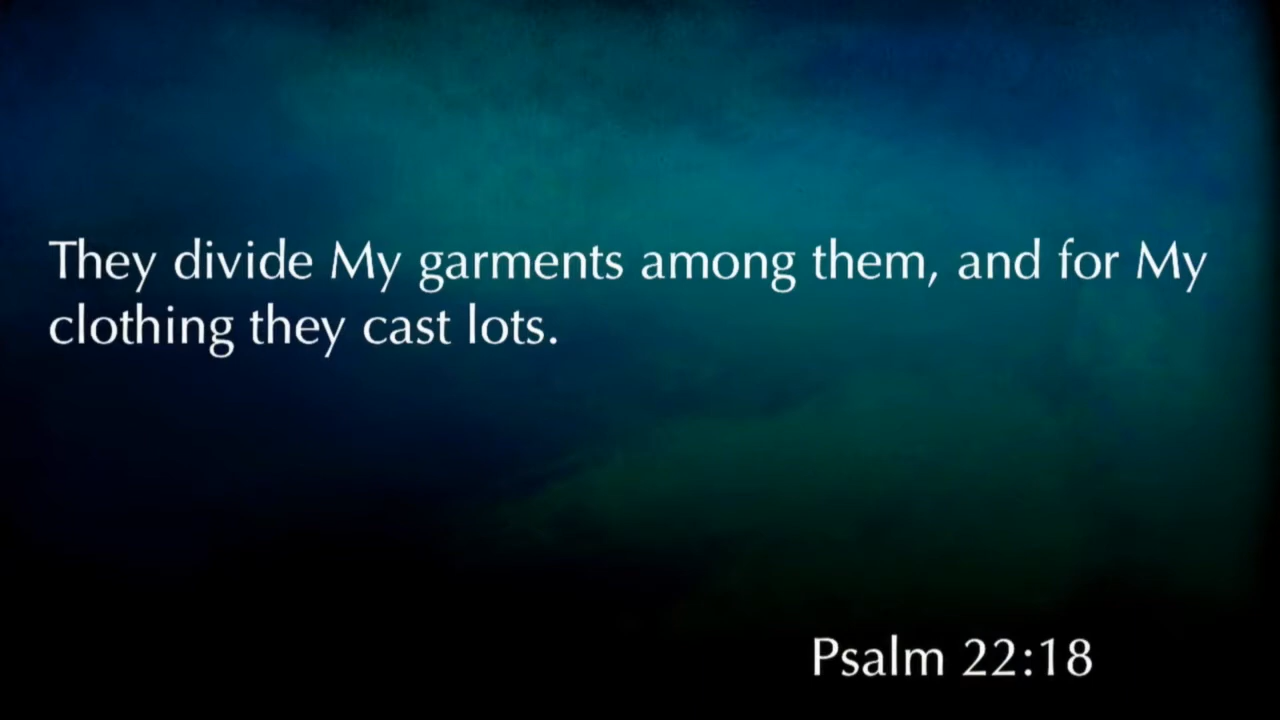 They divide My garments among them, and for My
clothing they cast lots.
Psalm 22:18